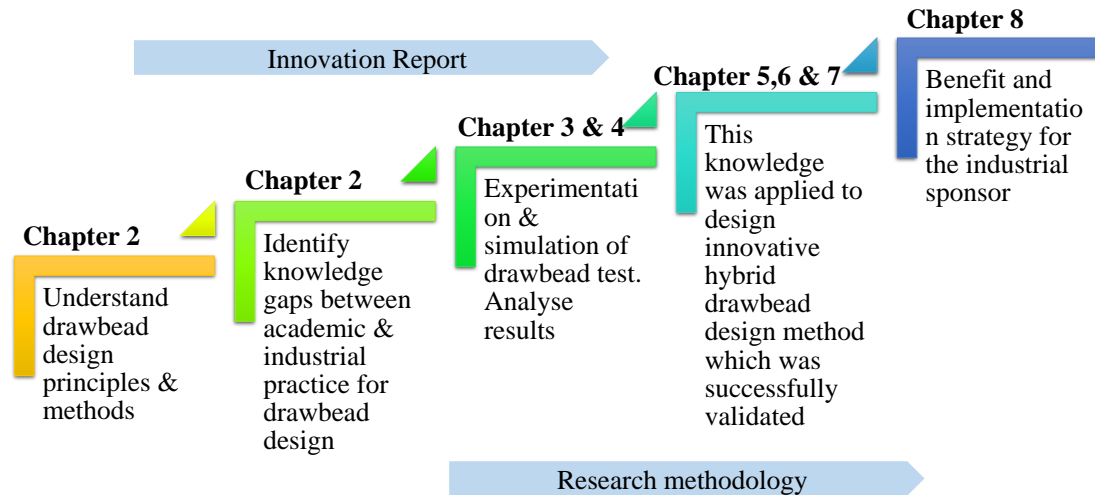 Innovation Report
Chapter 2
Understand
drawbead
design
principles &
methods
Chapter 2
Identify
knowledge
gaps between
academic &
industrial
practice for
drawbead
design
Chapter 3 & 4
Experimentati
on &
simulation of
drawbead test.
Analyse
results
Chapter 5,6 & 7
This
knowledge
was applied to
design
innovative
hybrid
drawbead
design method
which was
successfully
validated
Chapter 8
Benefit and
implementatio
n strategy for
the industrial
sponsor
Research methodology